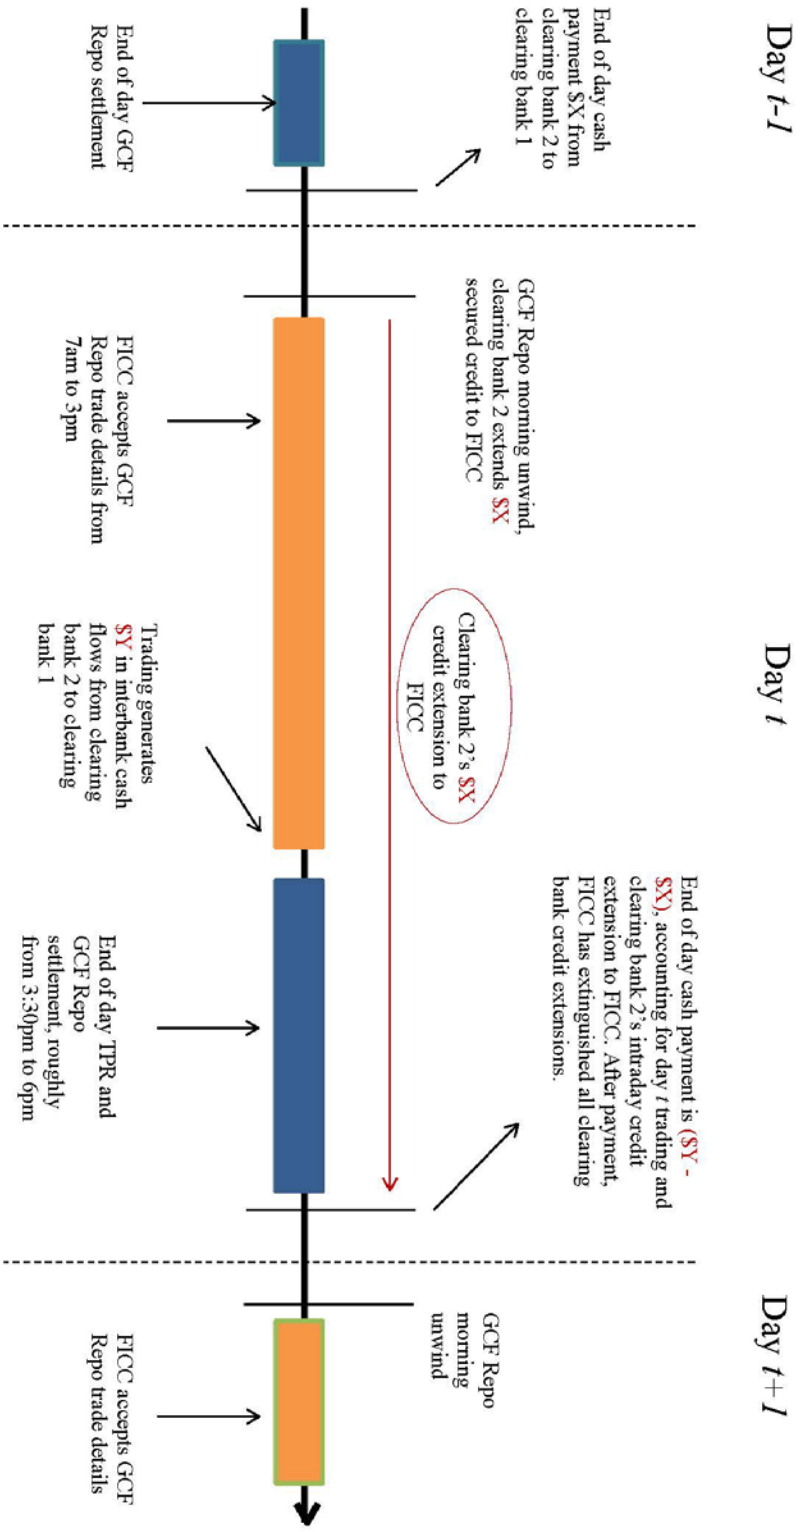 Day t-1
Day t
Day t+1
End of day cash
payment $X from
clearing bank 2 to
clearing bank 1
GCF Repo morning unwind,
clearing bank 2 extends $X
secured credit to FICC
Clearing bank 2's $X
credit extension to
FICC
End of day cash payment is ($Y -
$X), accounting for day t trading and
clearing bank 2's intraday credit
extension to FICC. After payment,
FICC has extinguished all clearing
bank credit extensions.
GCF Repo
morning
unwind
End of day GCF
Repo settlement
FICC accepts GCF
Repo trade details from
7am to 3pm
Trading generates
$Y in interbank cash
flows from clearing
bank 2 to clearing
bank 1
End of day TPR and
GCF Repo
settlement, roughly
from 3:30pm to 6pm
FICC accepts GCF
Repo trade details